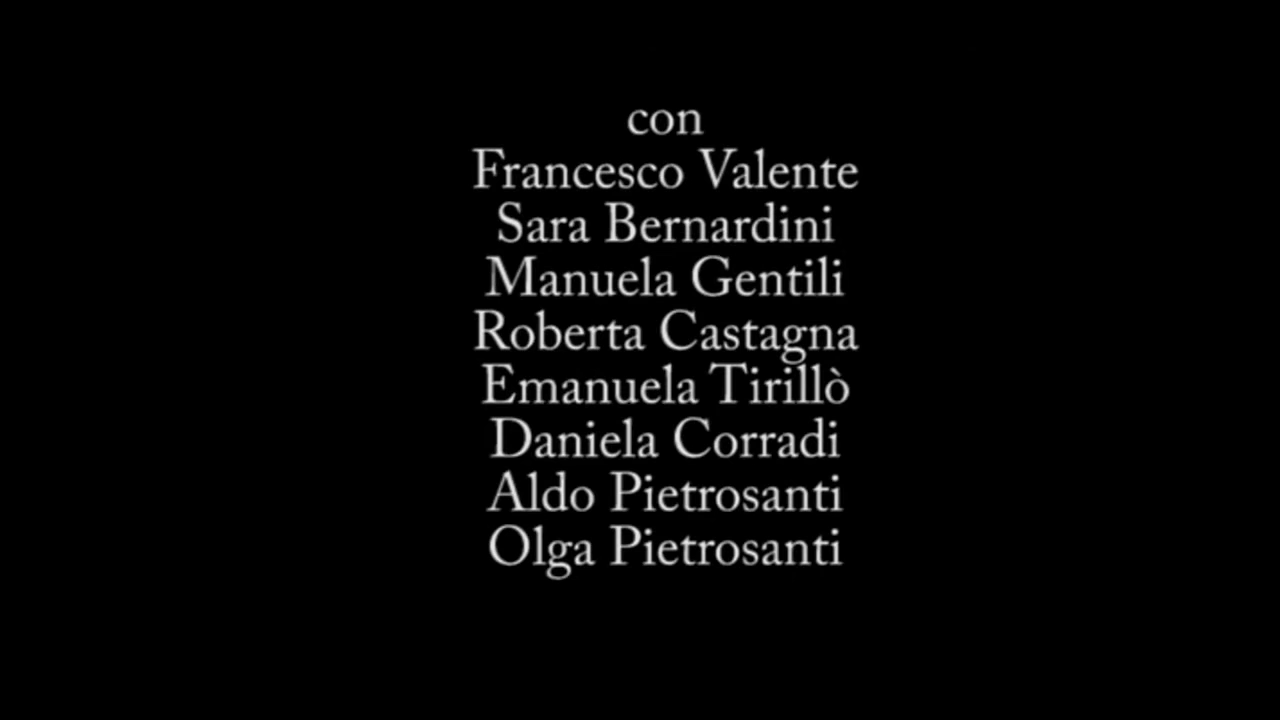 con
Francesco Valente
Sara Bernardini
Manuela Gentili
Roberta Castagna
Emanuela Tirillò
Daniela Corradi
Aldo Pietrosanti
Olga Pietrosanti